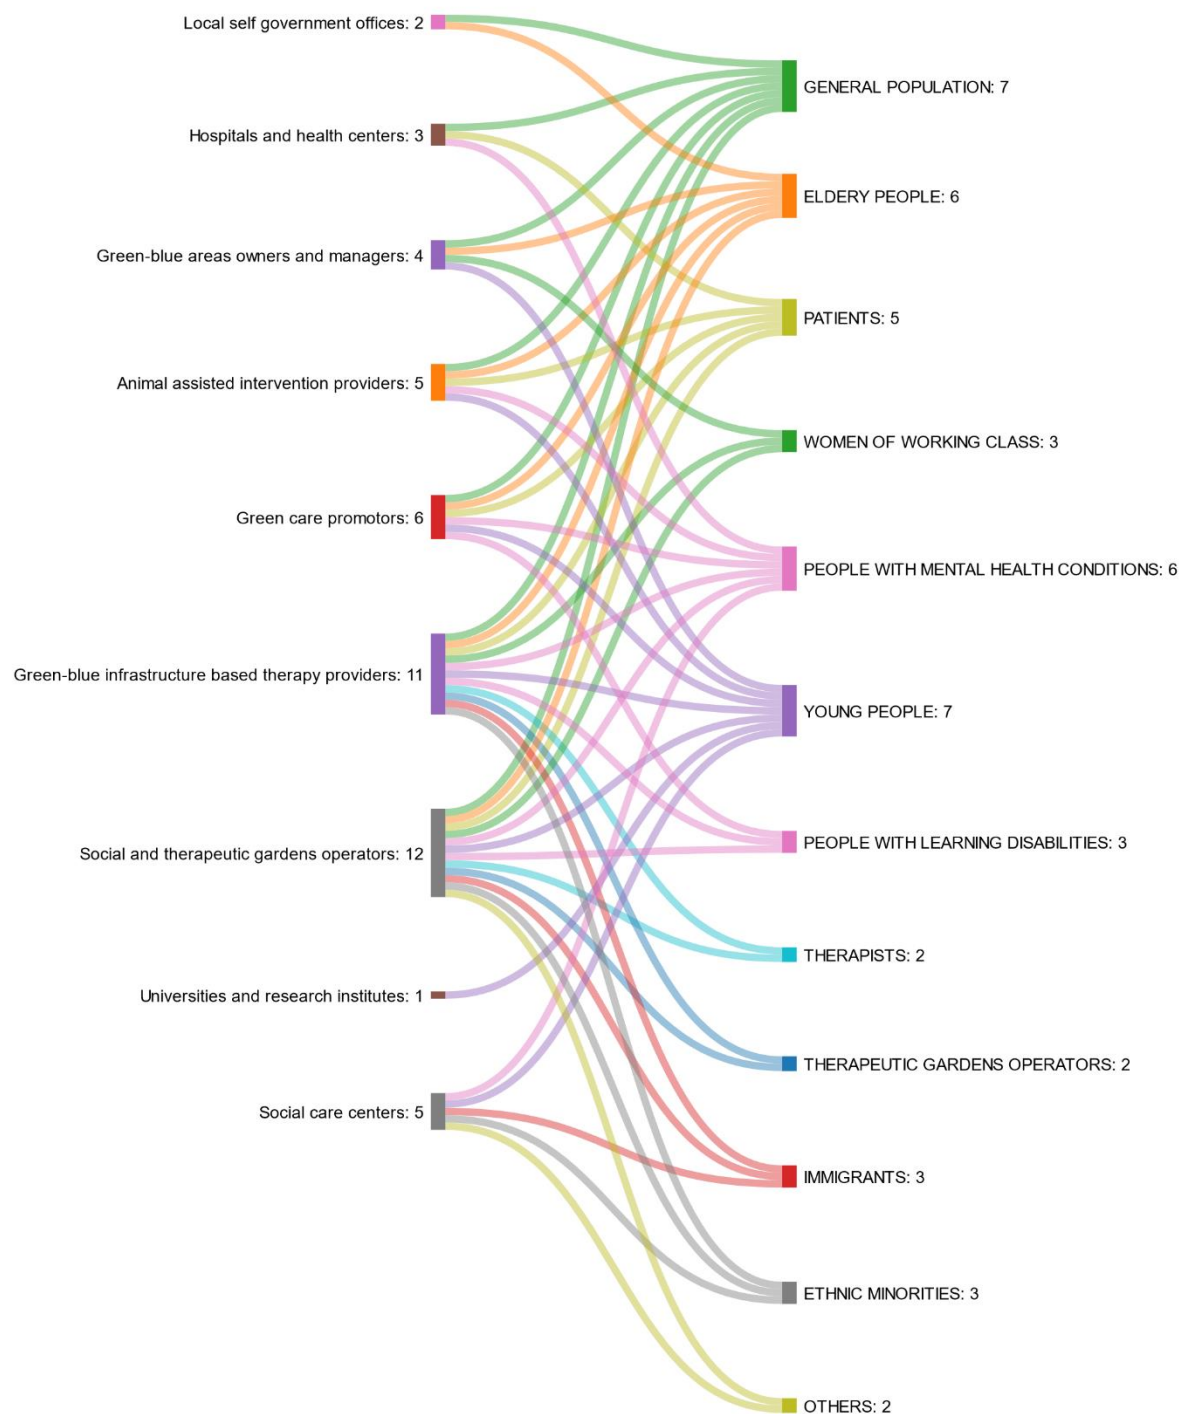 Local self government offices: 2
Hospitals and health centers: 3
Green-blue areas owners and managers: 4
Animal assisted intervention providers: 5
Green care promotors: 6
Green-blue infrastructure based therapy providers: 11
Social and therapeutic gardens operators: 12
Universities and research institutes: 1
Social care centers: 5
GENERAL POPULATION: 7
ELDERY PEOPLE: 6
PATIENTS: 5
WOMEN OF WORKING CLASS: 3
PEOPLE WITH MENTAL HEALTH CONDITIONS: 6
YOUNG PEOPLE: 7
PEOPLE WITH LEARNING DISABILITIES: 3
THERAPISTS: 2
THERAPEUTIC GARDENS OPERATORS: 2
IMMIGRANTS: 3
ETHNIC MINORITIES: 3
OTHERS: 2